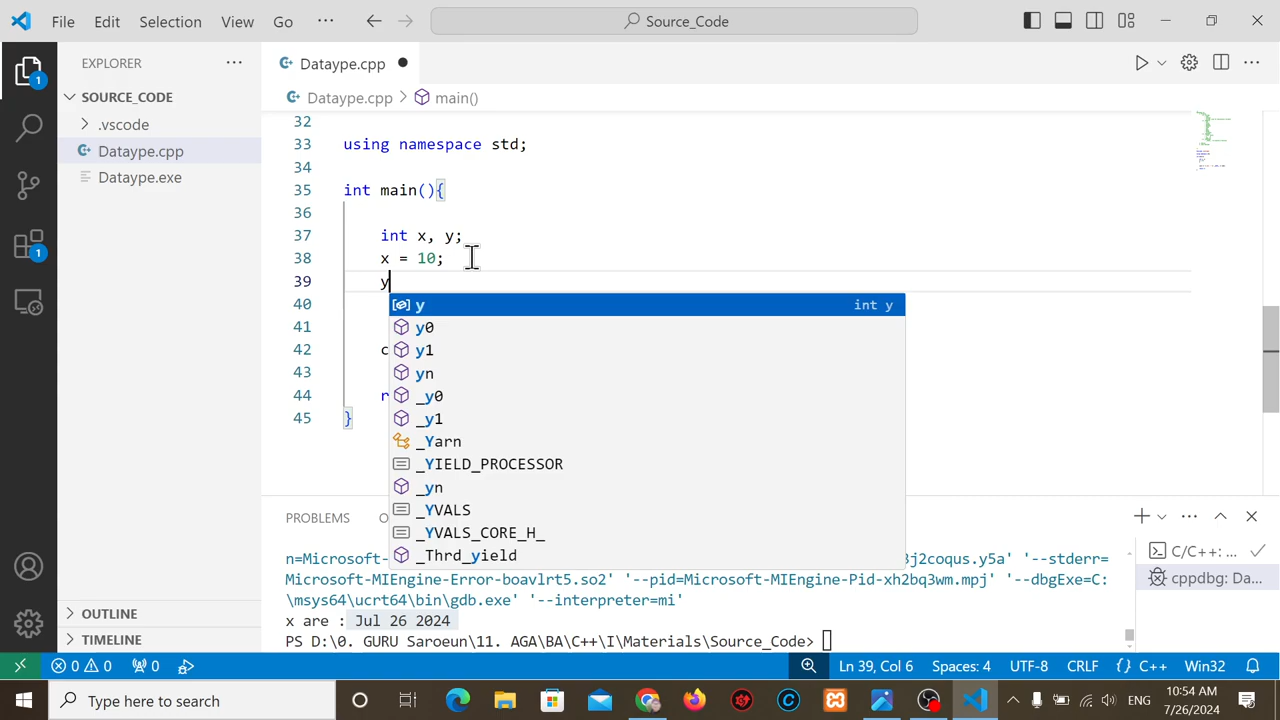 File Edit Selection View Go ··· Source_Code
EXPLORER ···
Dataype.cpp
SOURCE_CODE
Dataype.cpp > main()
.vscode
Dataype.cpp
Dataype.exe
1
1
32
33 using namespace std;
34
35 int main(){
36
37 int x, y;
38 x = 10;
39 y
40
41
42 c
43
44 r
45 }
y int y
y0
y1
yn
_y0
_y1
_Yarn
_YIELD_PROCESSOR
_yn
_YVALS
_YVALS_CORE_H_
_Thrd_yield
PROBLEMS O
n=Microsoft- 3j2coqus.y5a' '--stderr=
Microsoft-MIEngine-Error-boavlrt5.so2' '--pid=Microsoft-MIEngine-Pid-xh2bq3wm.mpj' '--dbgExe=C:
\msys64\ucrt64\bin\gdb.exe' '--interpreter=mi'
x are : Jul 26 2024
PS D:\0. GURU Saroeun\11. AGA\BA\C++\I\Materials\Source_Code>
C/C++: ...
cppdbg: Da...
OUTLINE
TIMELINE
0 0 0 Ln 39, Col 6 Spaces: 4 UTF-8 CRLF {} C++ Win32
Type here to search
ENG
10:54 AM
7/26/2024